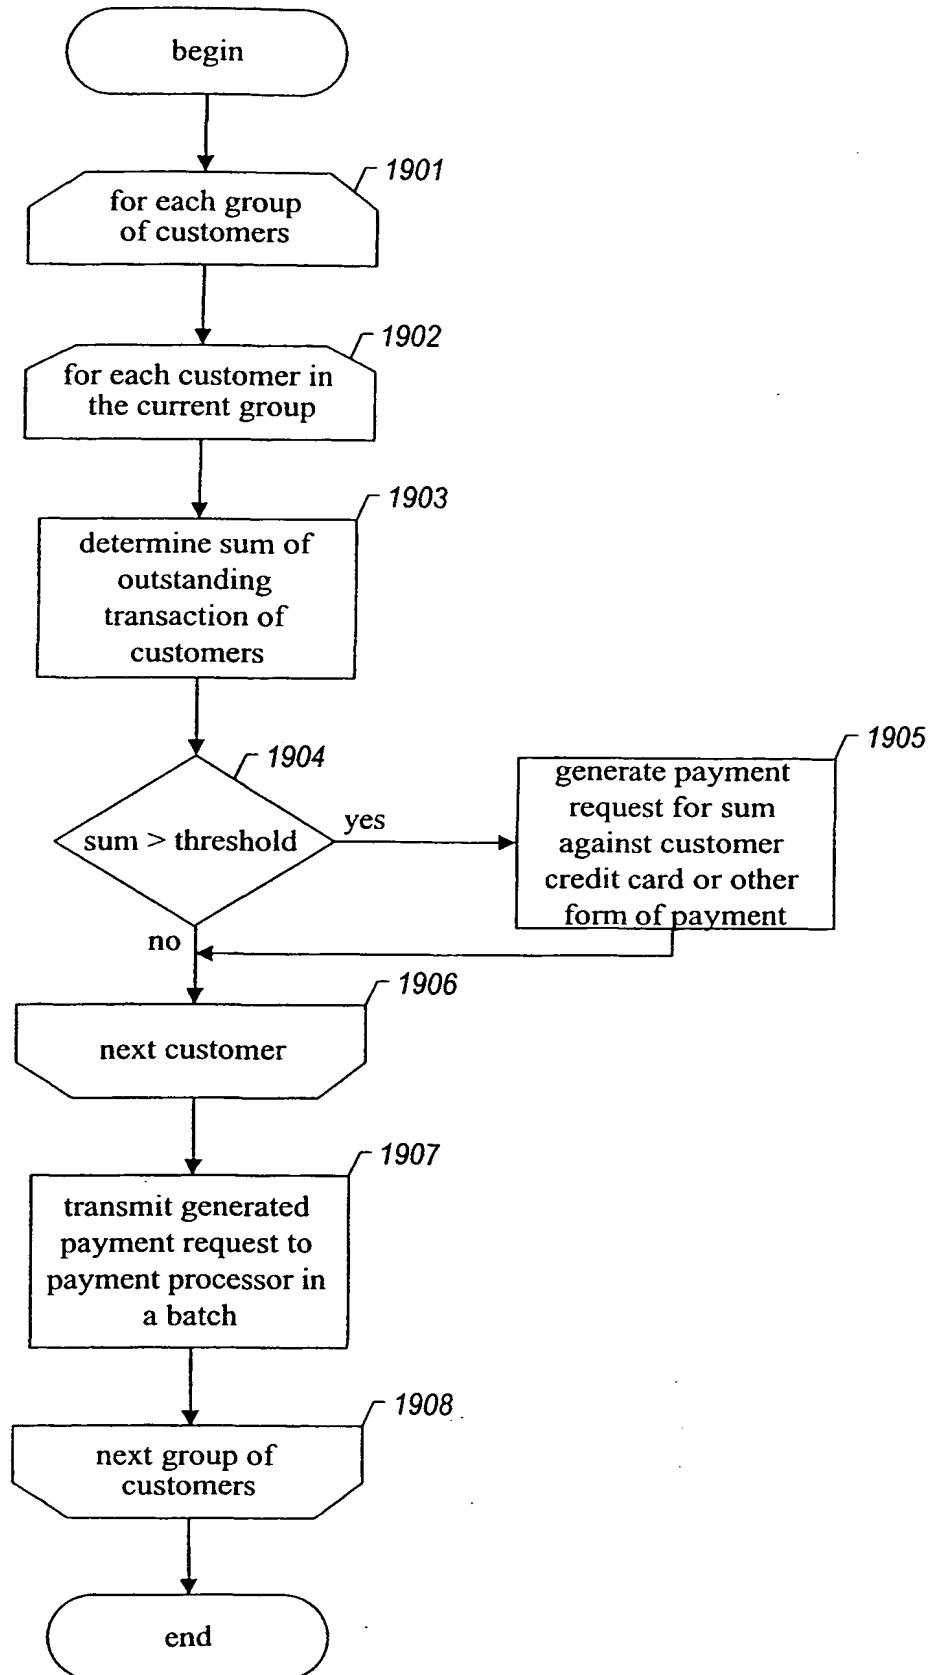 begin
1901
for each group
of customers
1902
for each customer in
the current group
1903
determine sum of
outstanding
transaction of
customers
1904
sum > threshold
yes
1905
generate payment
request for sum
against customer
credit card or other
form of payment
no
1906
next customer
1907
transmit generated
payment request to
payment processor in
a batch
1908
next group of
customers
end